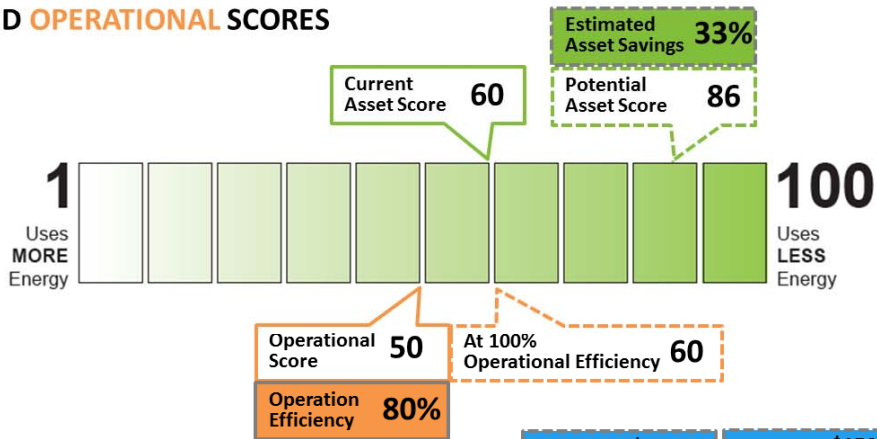 D OPERATIONAL SCORES
Estimated
Asset Savings 33%
Current
Asset Score 60
Potential
Asset Score 86
1
Uses
MORE
Energy
100
Uses
LESS
Energy
Operational
Score 50
At 100%
Operational Efficiency 60
Operation
Efficiency 80%